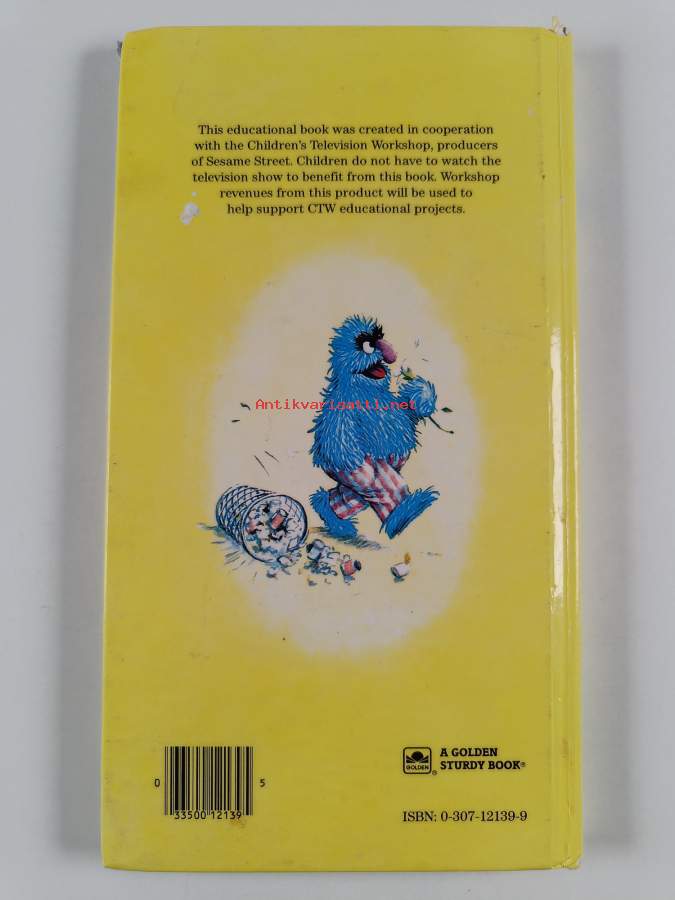 This educational book was created in cooperation
with the Children's Television Workshop, producers
of Sesame Street. Children do not have to watch the
television show to benefit from this book. Workshop
revenues from this product will be used to
help support CTW educational projects.
Antikvariaatti.net
A GOLDEN
STURDY BOOK®
GOLDEN®
0 33500 12139 5
ISBN: 0-307-12139-9